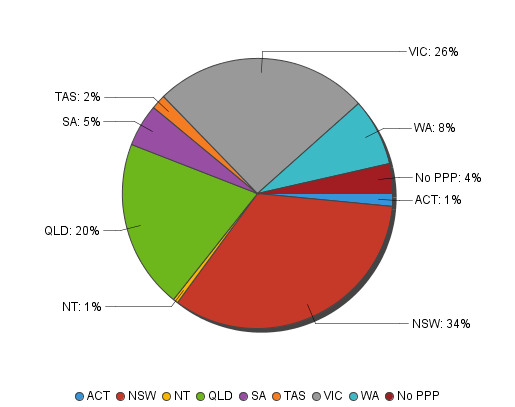 VIC: 26%
TAS: 2%
SA: 5%
WA: 8%
No PPP: 4%
ACT: 1%
QLD: 20%
NT: 1%
NSW: 34%
ACT NSW NT QLD SA TAS VIC WA No PPP